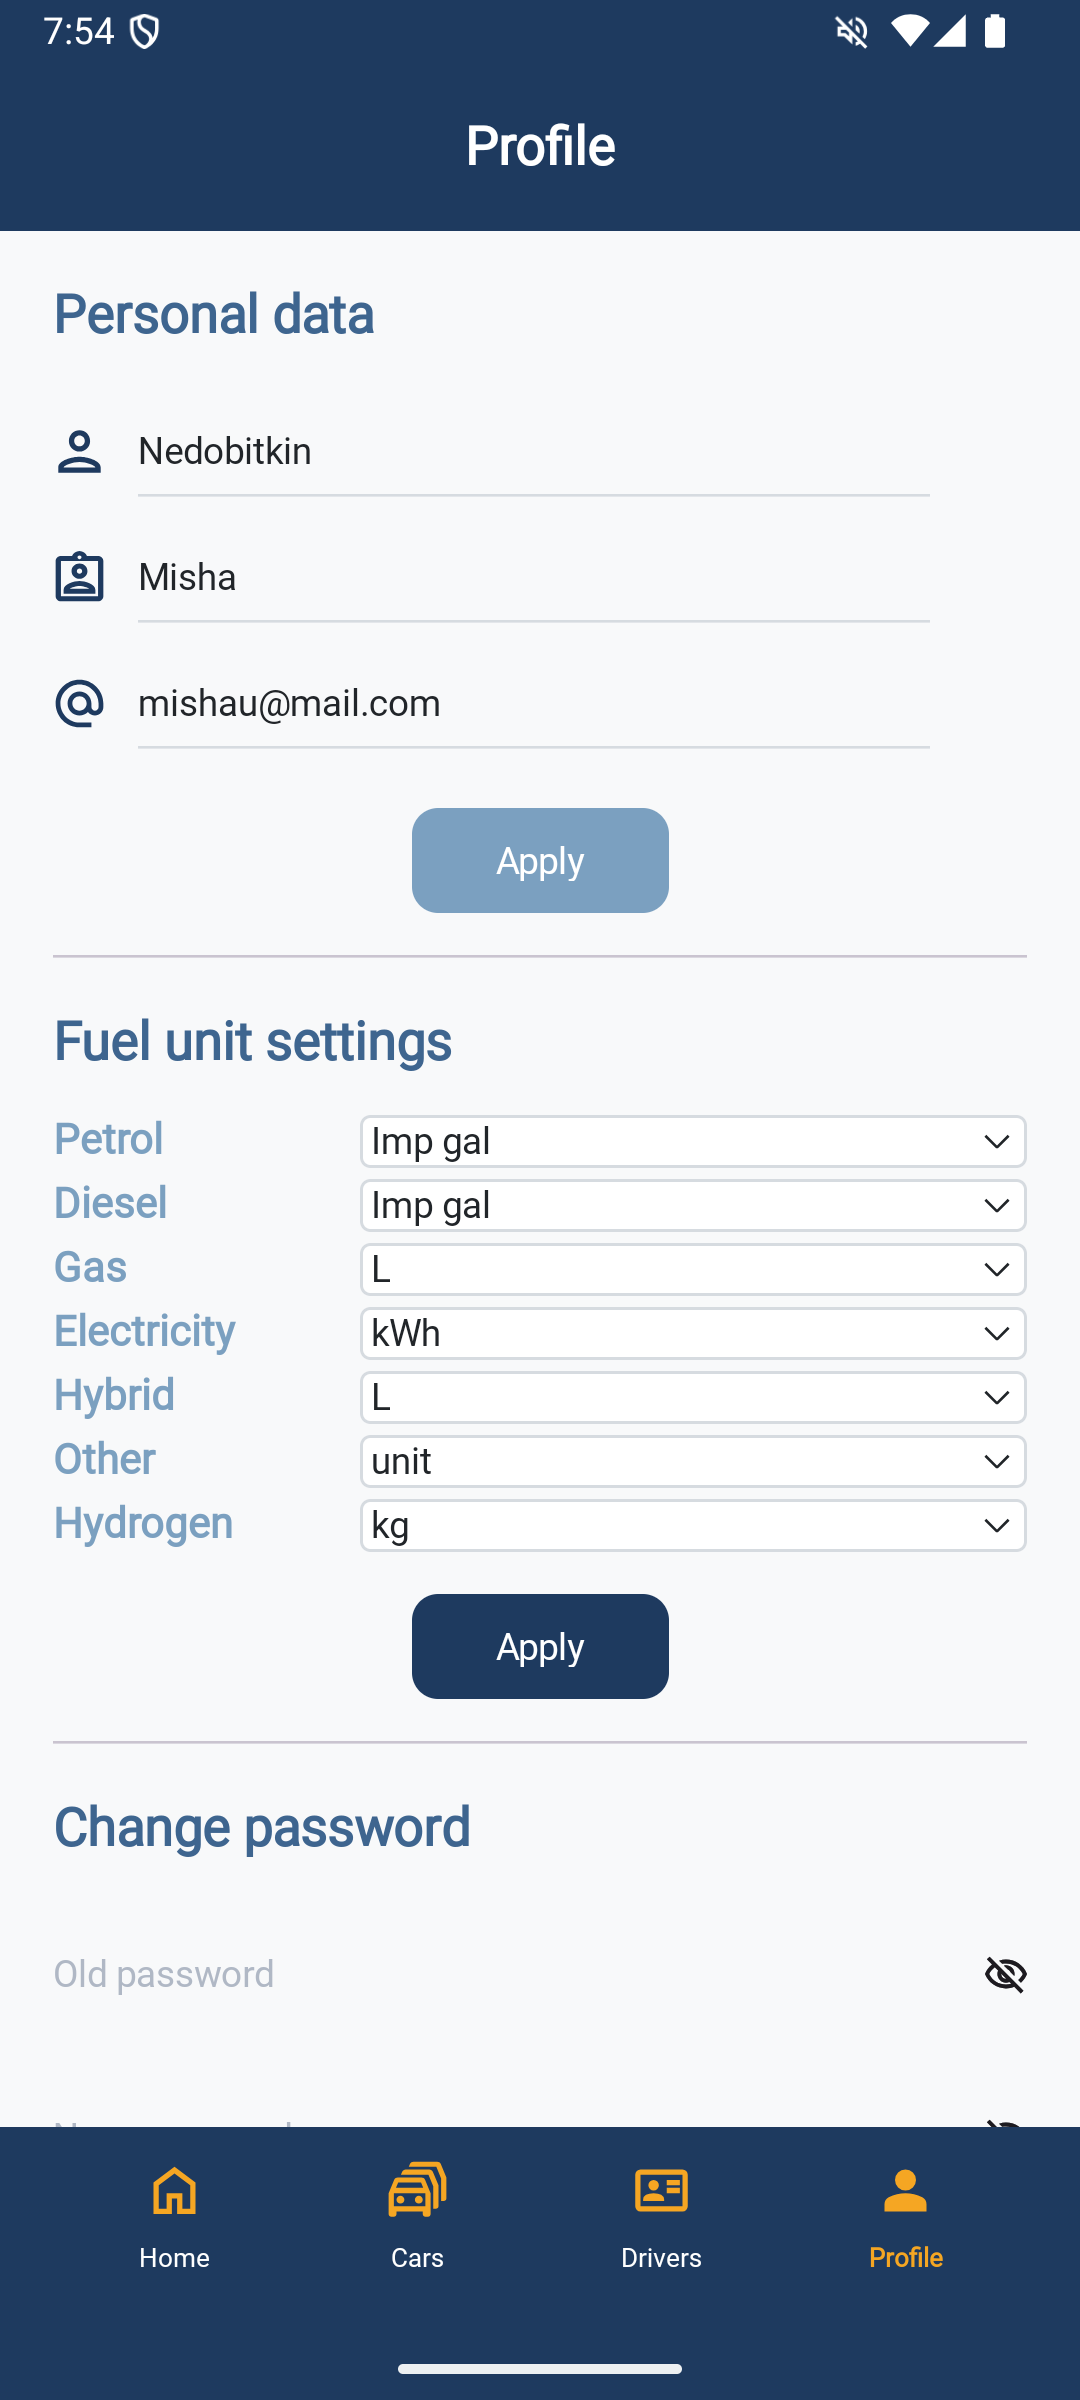 7:54
Profile
Personal data
Nedobitkin
Misha
mishau@mail.com
Apply
Fuel unit settings
Petrol Imp gal
Diesel Imp gal
Gas L
Electricity kWh
Hybrid L
Other unit
Hydrogen kg
Apply
Change password
Old password
Home Cars Drivers Profile